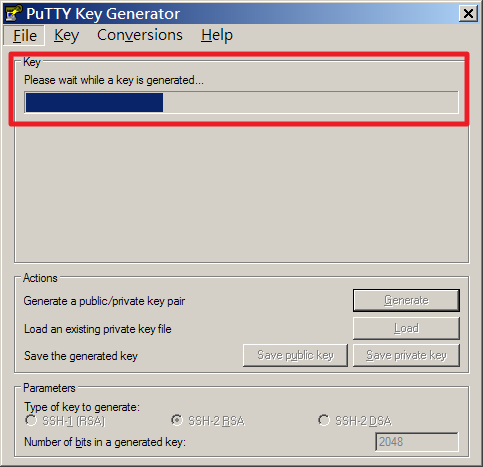 PuTTY Key Generator
File Key Conversions Help
Key
Please wait while a key is generated...
Actions
Generate a public/private key pair Generate
Load an existing private key file Load
Save the generated key Save public key Save private key
Parameters
Type of key to generate:
SSH-1 (RSA) SSH-2 RSA SSH-2 DSA
Number of bits in a generated key: 2048